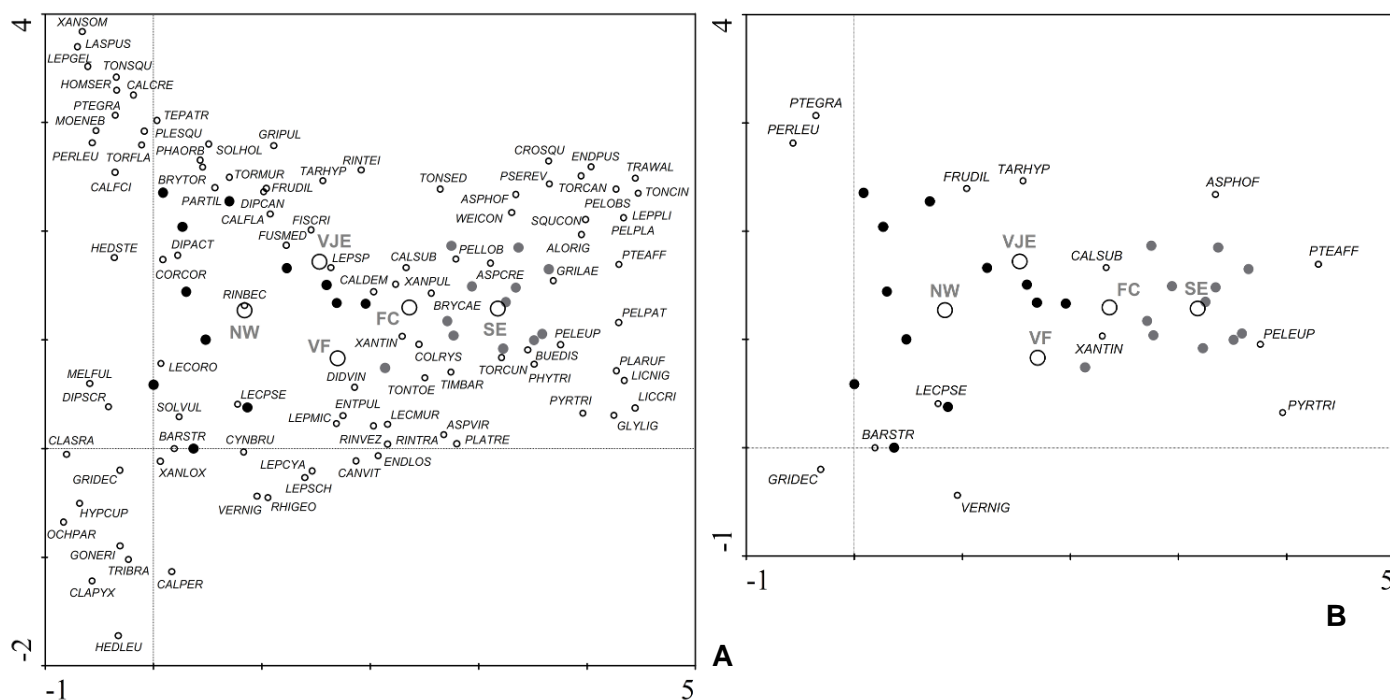 4
XANSOM
LASPUS
LEPGEL
TONSQU
HOMSER
CALCRE
PTEGRA
TEPATR
MOENEB
PLESQU
PHAORB
SOLHOL
GRIPUL
PERLEU
TORFLA
RINTEI
CROSQU
ENDPUS
CALFCI
BRYTOR
TORMUR
TARHYP
TONSED
PSEREV
TRAWAL
TORCAN
TONCIN
PARTIL
FRUDIL
DIPCAN
ASPHOF
PELOBS
CALFLA
FISCRI
WEICON
SQUCON
LEPPLI
PELPLA
FUSMED
VJE
HEDSTE
DIPACT
CORCOR
LEPSP
CALSUB
PELLOB
ALORIG
PTEAFF
CALDEM
XANPUL
ASPCRE
GRILAE
RINBEC
NW
BRYCAE
FC
SE
PELPAT
VF
XANTIN
COLRYS
PELEUP
BUEDIS
LECORO
TORCUN
PHYTRI
PLARUF
MELFUL
DIPSCR
DIDVIN
TONTOE
TIMBAR
LICNIG
LECPSE
SOLVUL
LEPMIC
ENTPUL
LECMUR
PYRTRI
LICCRI
GLYLIG
ASPVIR
CLASRA
BARSTR
CYNBRU
RINVEZ
RINTRA
PLATRE
XANLOX
LEPCYA
CANVIT
ENDLOS
GRIDEC
LEPSCH
HYPCUP
VERNIG
RHIGEO
OCHPAR
GONERI
TRIBRA
CLAPYX
CALPER
HEDLEU
-2
-1
5
A
4
PTEGRA
PERLEU
FRUDIL
TARHYP
ASPHOF
VJE
CALSUB
PTEAFF
NW
FC
SE
VF
XANTIN
PELEUP
LECPSE
PYRTRI
BARSTR
GRIDEC
VERNIG
-1
-1
5
B